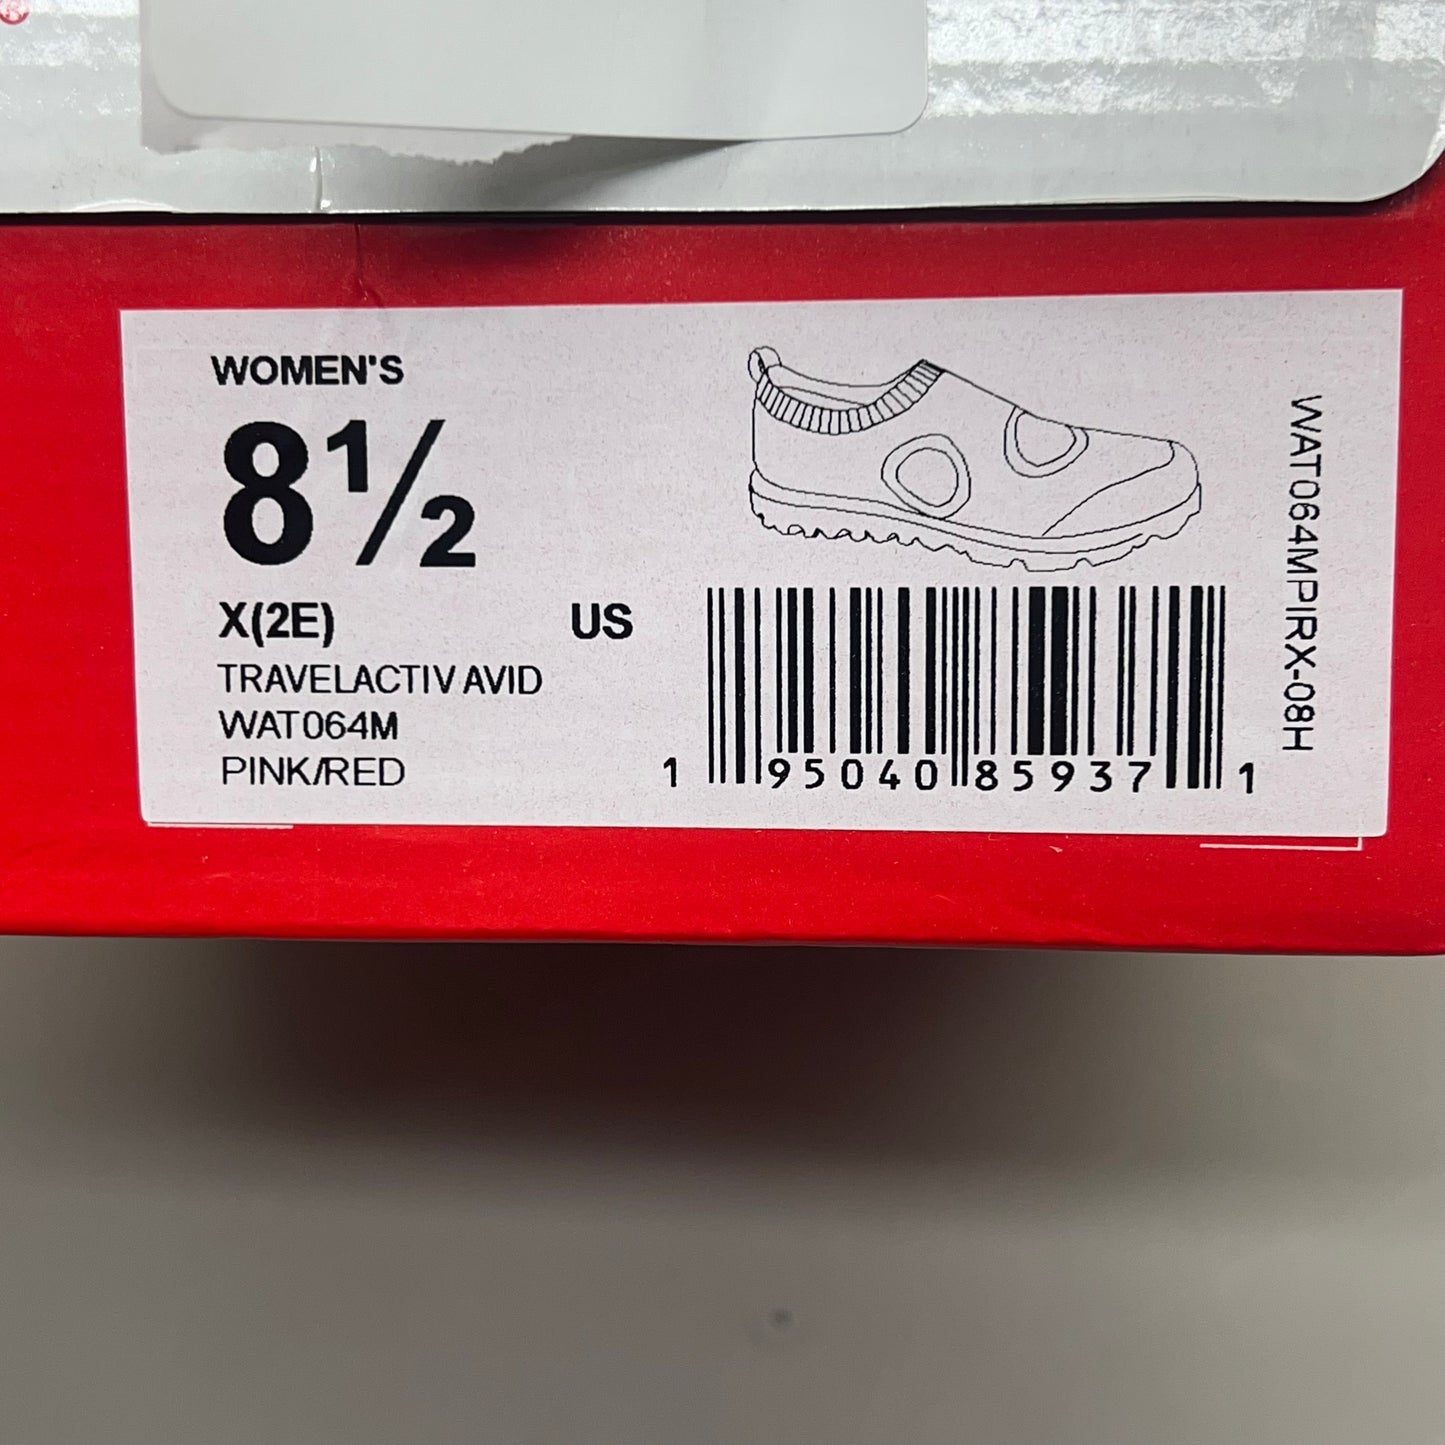 ®
WOMEN'S
8½
X(2E) US
TRAVELACTIV AVID
WAT064M
PINK/RED
1 95040 85937 1
WAT064MPIRX-08H